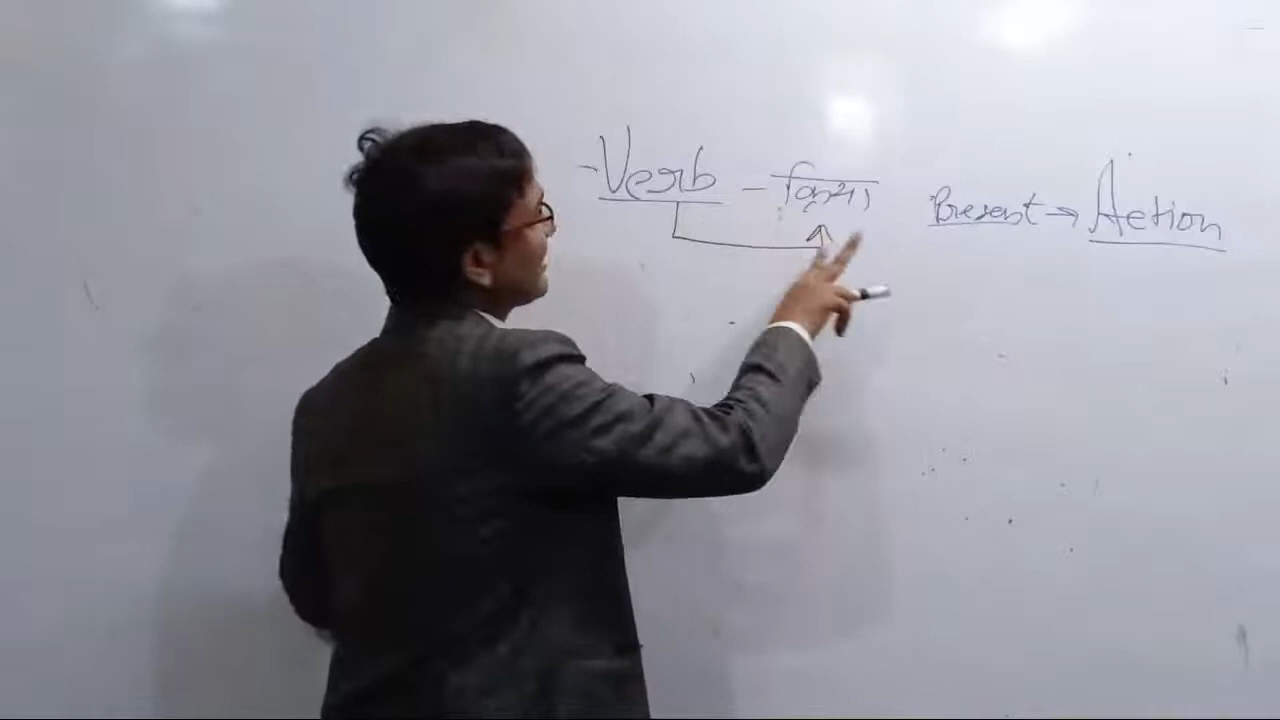 -Verb - क्रिया Present → Action